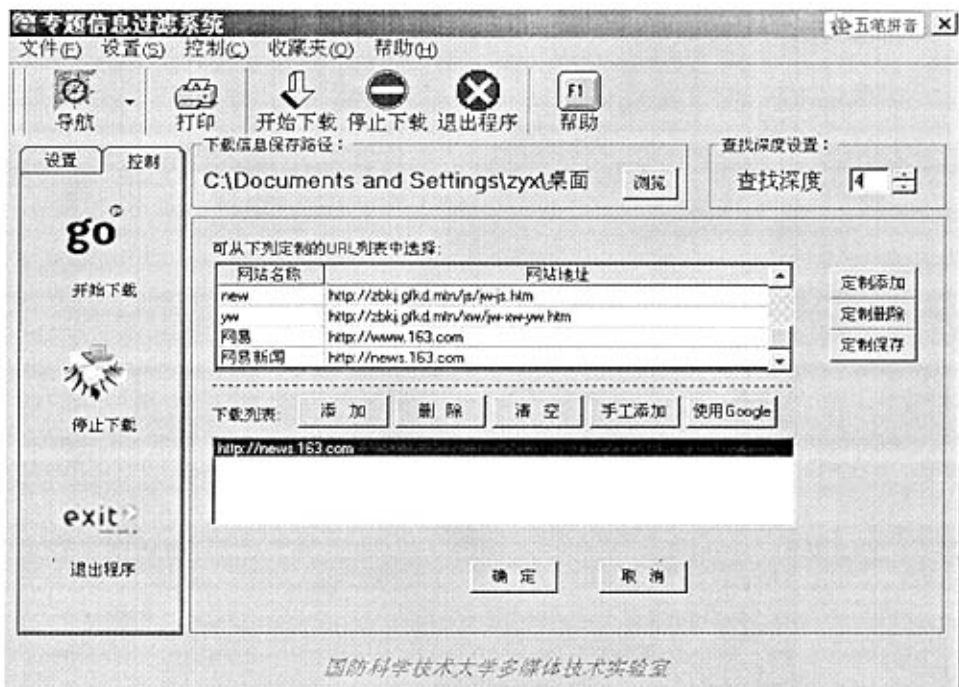 专题信息过滤系统
五笔拼音
文件(F) 设置(S) 控制(C) 收藏夹(O) 帮助(H)
导航 打印 开始下载 停止下载 退出程序 F1 帮助
设置 控制
下载信息保存路径：
C:\Documents and Settings\zyx\桌面 浏览
查找深度设置：
查找深度 4
go
开始下载
停止下载
exit
退出程序
可从下列定制的URL列表中选择:
网站名称 网站地址
new http://zbkj.gfkd.mtn/js/jw-js.htm
yw http://zbkj.gfkd.mtn/xw/jw-xw-yw.htm
网易 http://www.163.com
网易新闻 http://news.163.com
定制添加
定制删除
定制保存
下载列表: 添 加 删 除 清 空 手工添加 使用Google
http://news.163.com
确 定 取 消
国防科学技术大学多媒体技术实验室